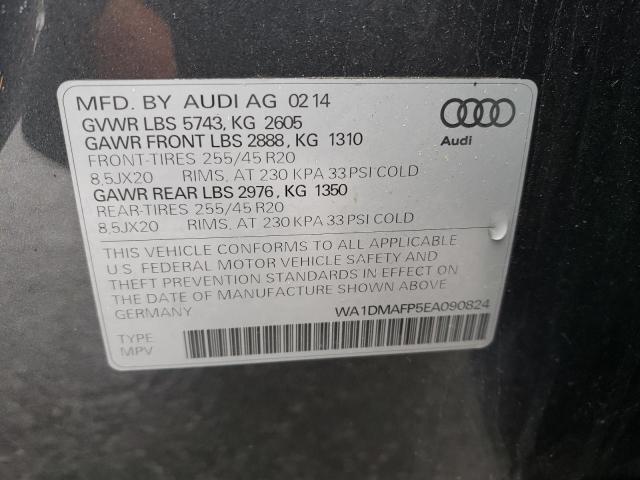 MFD. BY AUDI AG 02 14
GVWR LBS 5743, KG 2605
GAWR FRONT LBS 2888, KG 1310
FRONT-TIRES 255/45 R20
8,5JX20 RIMS, AT 230 KPA 33 PSI COLD
GAWR REAR LBS 2976, KG 1350
REAR-TIRES 255/45 R20
8,5JX20 RIMS, AT 230 KPA 33 PSI COLD
Audi
THIS VEHICLE CONFORMS TO ALL APPLICABLE
U.S. FEDERAL MOTOR VEHICLE SAFETY AND
THEFT PREVENTION STANDARDS IN EFFECT ON
THE DATE OF MANUFACTURE SHOWN ABOVE
GERMANY WA1DMAFP5EA090824
TYPE
MPV